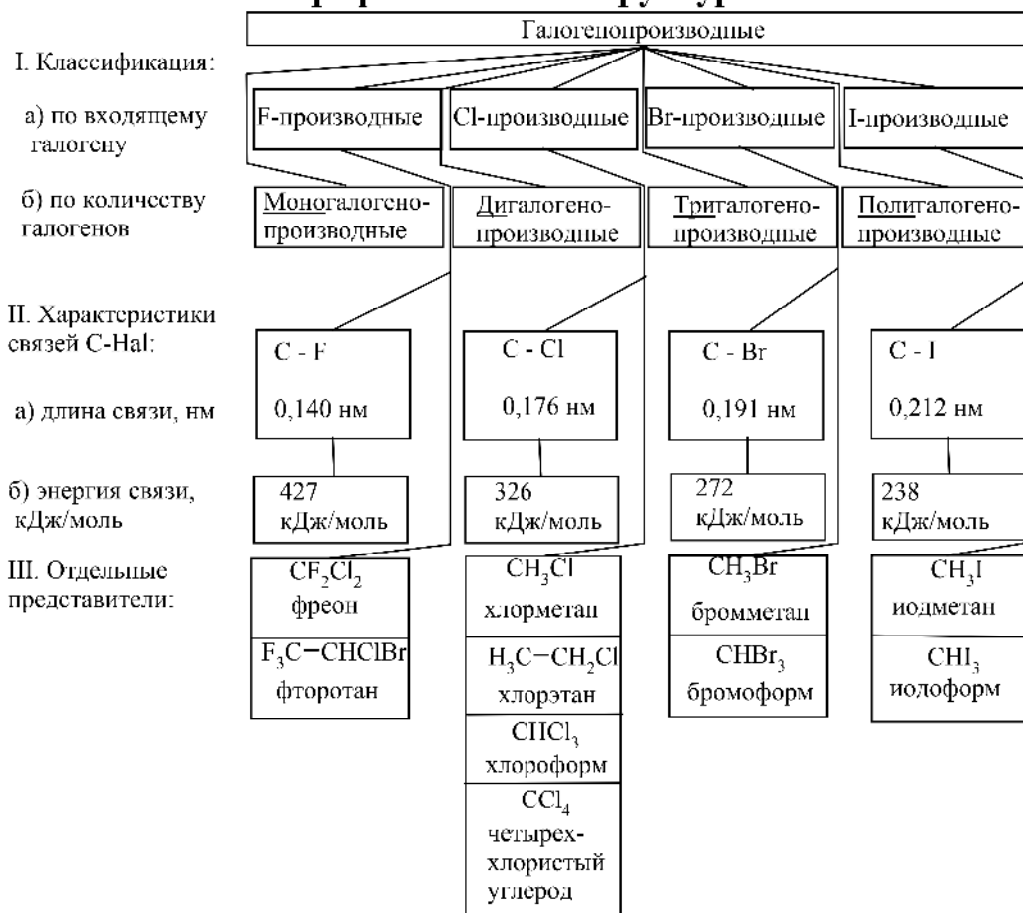 Галогенопроизводные
I. Классификация:
а) по входящему
галогену
F-производные
Cl-производные
Br-производные
I-производные
б) по количеству
галогенов
Моногалогено-
производные
Дигалогено-
производные
Тригалогено-
производные
Полигалогено-
производные
II. Характеристики
связей C-Hal:
C - F
C - Cl
C - Br
C - I
а) длина связи, нм
0,140 нм
0,176 нм
0,191 нм
0,212 нм
б) энергия связи,
кДж/моль
427
кДж/моль
326
кДж/моль
272
кДж/моль
238
кДж/моль
III. Отдельные
представители:
CF₂Cl₂
фреон
F₃C−CHClBr
фторотан
CH₃Cl
хлорметан
H₃C−CH₂Cl
хлорэтан
CHCl₃
хлороформ
CCl₄
четырех-
хлористый
углерод
CH₃Br
бромметан
CHBr₃
бромоформ
CH₃I
иодметан
CHI₃
иодоформ